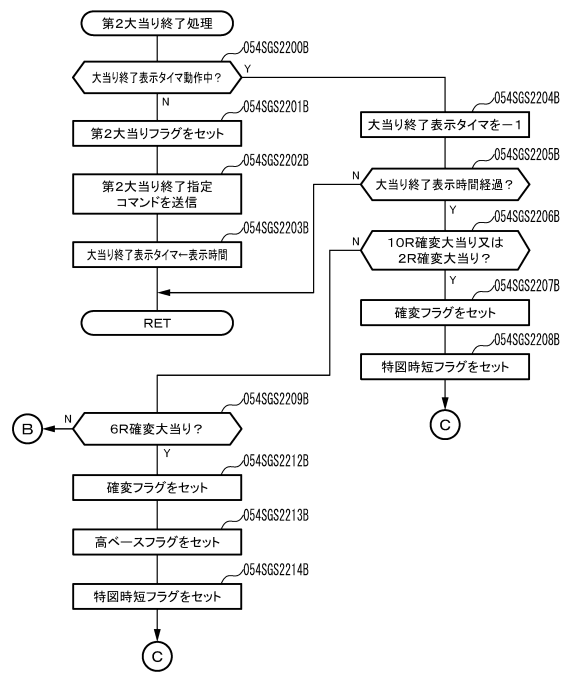 第２大当り終了処理
054SGS2200B
大当り終了表示タイマ動作中？
Y
N
054SGS2201B
第２大当りフラグをセット
054SGS2202B
第２大当り終了指定
コマンドを送信
054SGS2203B
大当り終了表示タイマ←表示時間
RET
054SGS2204B
大当り終了表示タイマを－１
054SGS2205B
N
大当り終了表示時間経過？
Y
054SGS2206B
N
１０Ｒ確変大当り又は
２Ｒ確変大当り？
Y
054SGS2207B
確変フラグをセット
054SGS2208B
特図時短フラグをセット
C
054SGS2209B
N
B
６Ｒ確変大当り？
Y
054SGS2212B
確変フラグをセット
054SGS2213B
高ベースフラグをセット
054SGS2214B
特図時短フラグをセット
C